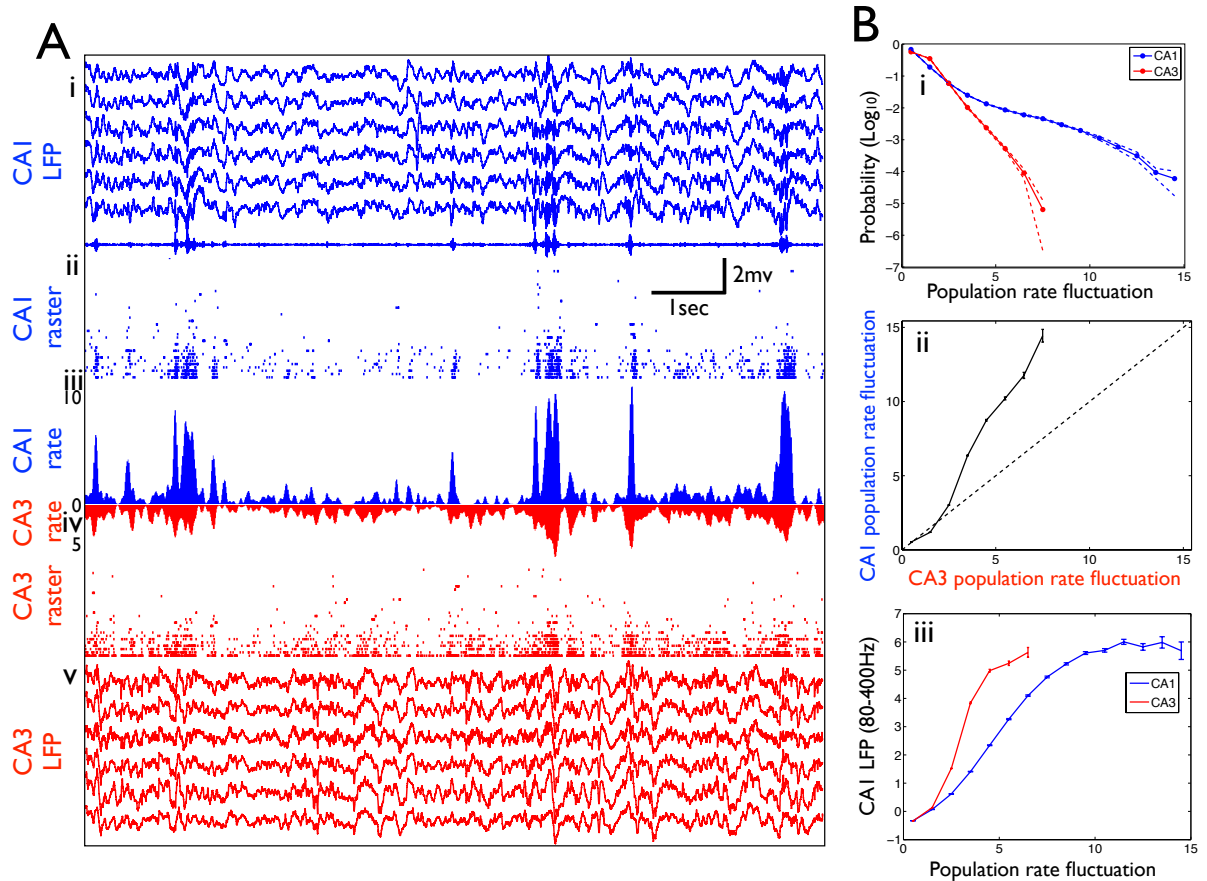 A
i
CA1
LFP
ii
2mv
1sec
CA1
raster
iii
10
CA1
rate
0
CA3
rate
iv
5
CA3
raster
v
CA3
LFP
B
i
CA1
CA3
Probability (Log10)
0
−1
−2
−3
−4
−5
−6
−7
0 5 10 15
Population rate fluctuation
ii
CA1 population rate fluctuation
15
10
5
0
0 5 10 15
CA3 population rate fluctuation
iii
CA1
CA3
CA1 LFP (80-400Hz)
7
6
5
4
3
2
1
0
−1
0 5 10 15
Population rate fluctuation